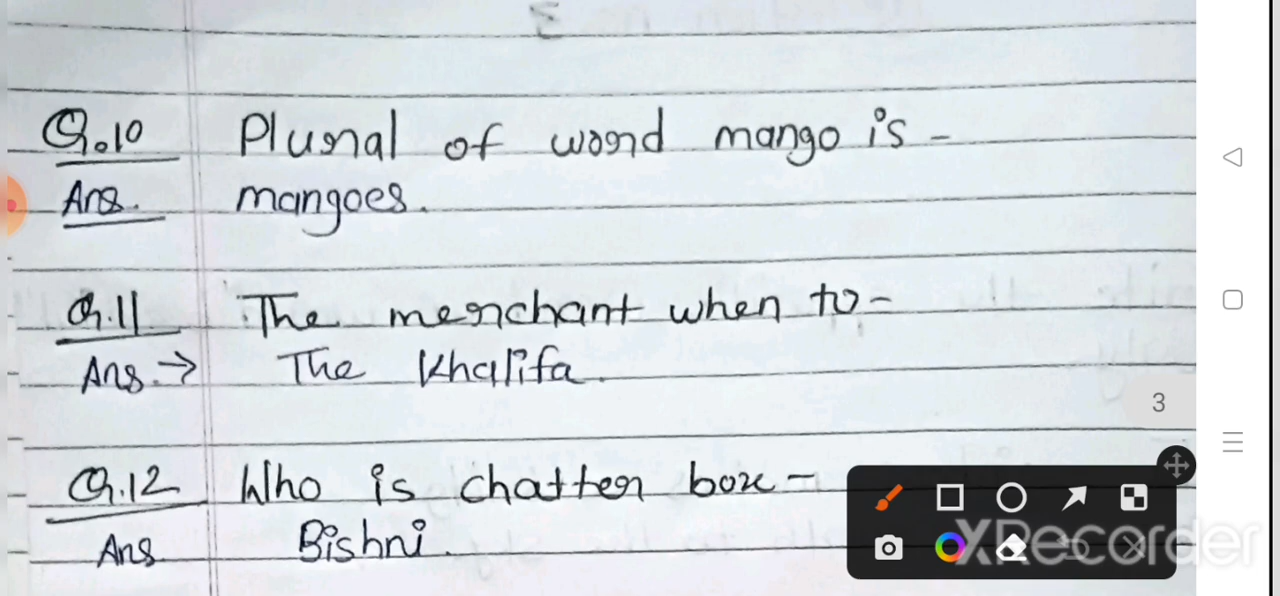 3
Q.10 Plural of word mango is -
Ans. mangoes.
Q.11 The merchant when to -
Ans. → The Khalifa.
3
Q.12 Who is chatter box -
Ans Bishni.
XRecorder